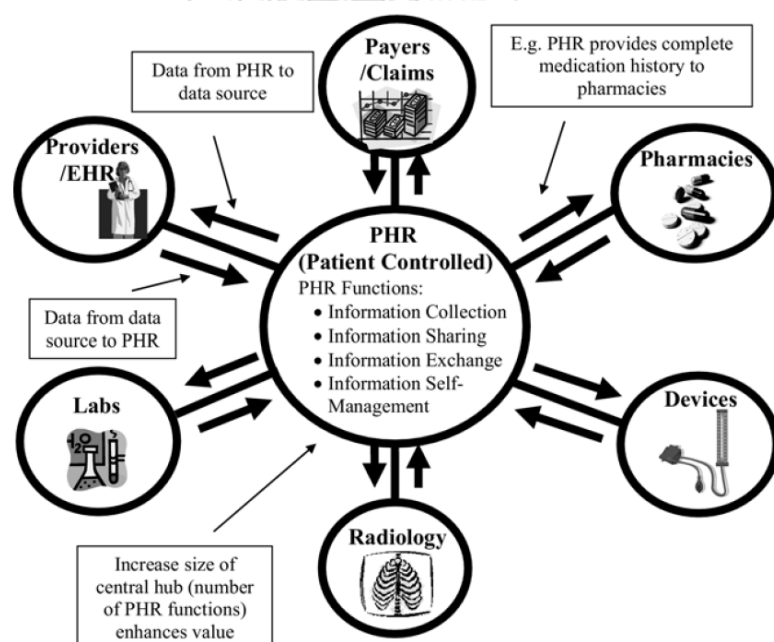 Payers
/Claims
Data from PHR to
data source
E.g. PHR provides complete
medication history to
pharmacies
Providers
/EHR
Pharmacies
PHR
(Patient Controlled)
PHR Functions:
• Information Collection
• Information Sharing
• Information Exchange
• Information Self-
Management
Data from data
source to PHR
Labs
H2O
Devices
Radiology
Increase size of
central hub (number
of PHR functions)
enhances value